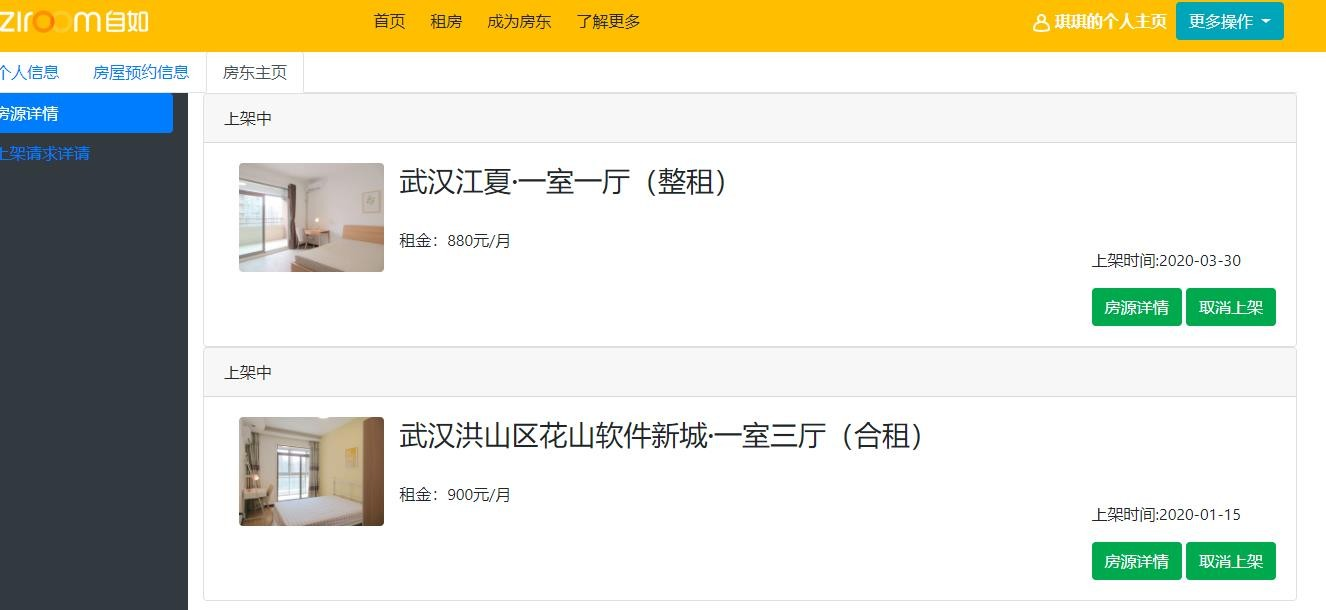 ziroom自如 首页 租房 成为房东 了解更多 琪琪的个人主页 更多操作
个人信息 房屋预约信息 房东主页
房源详情
上架请求详请
上架中
武汉江夏·一室一厅（整租）
租金：880元/月
上架时间:2020-03-30
房源详情 取消上架
上架中
武汉洪山区花山软件新城·一室三厅（合租）
租金：900元/月
上架时间:2020-01-15
房源详情 取消上架